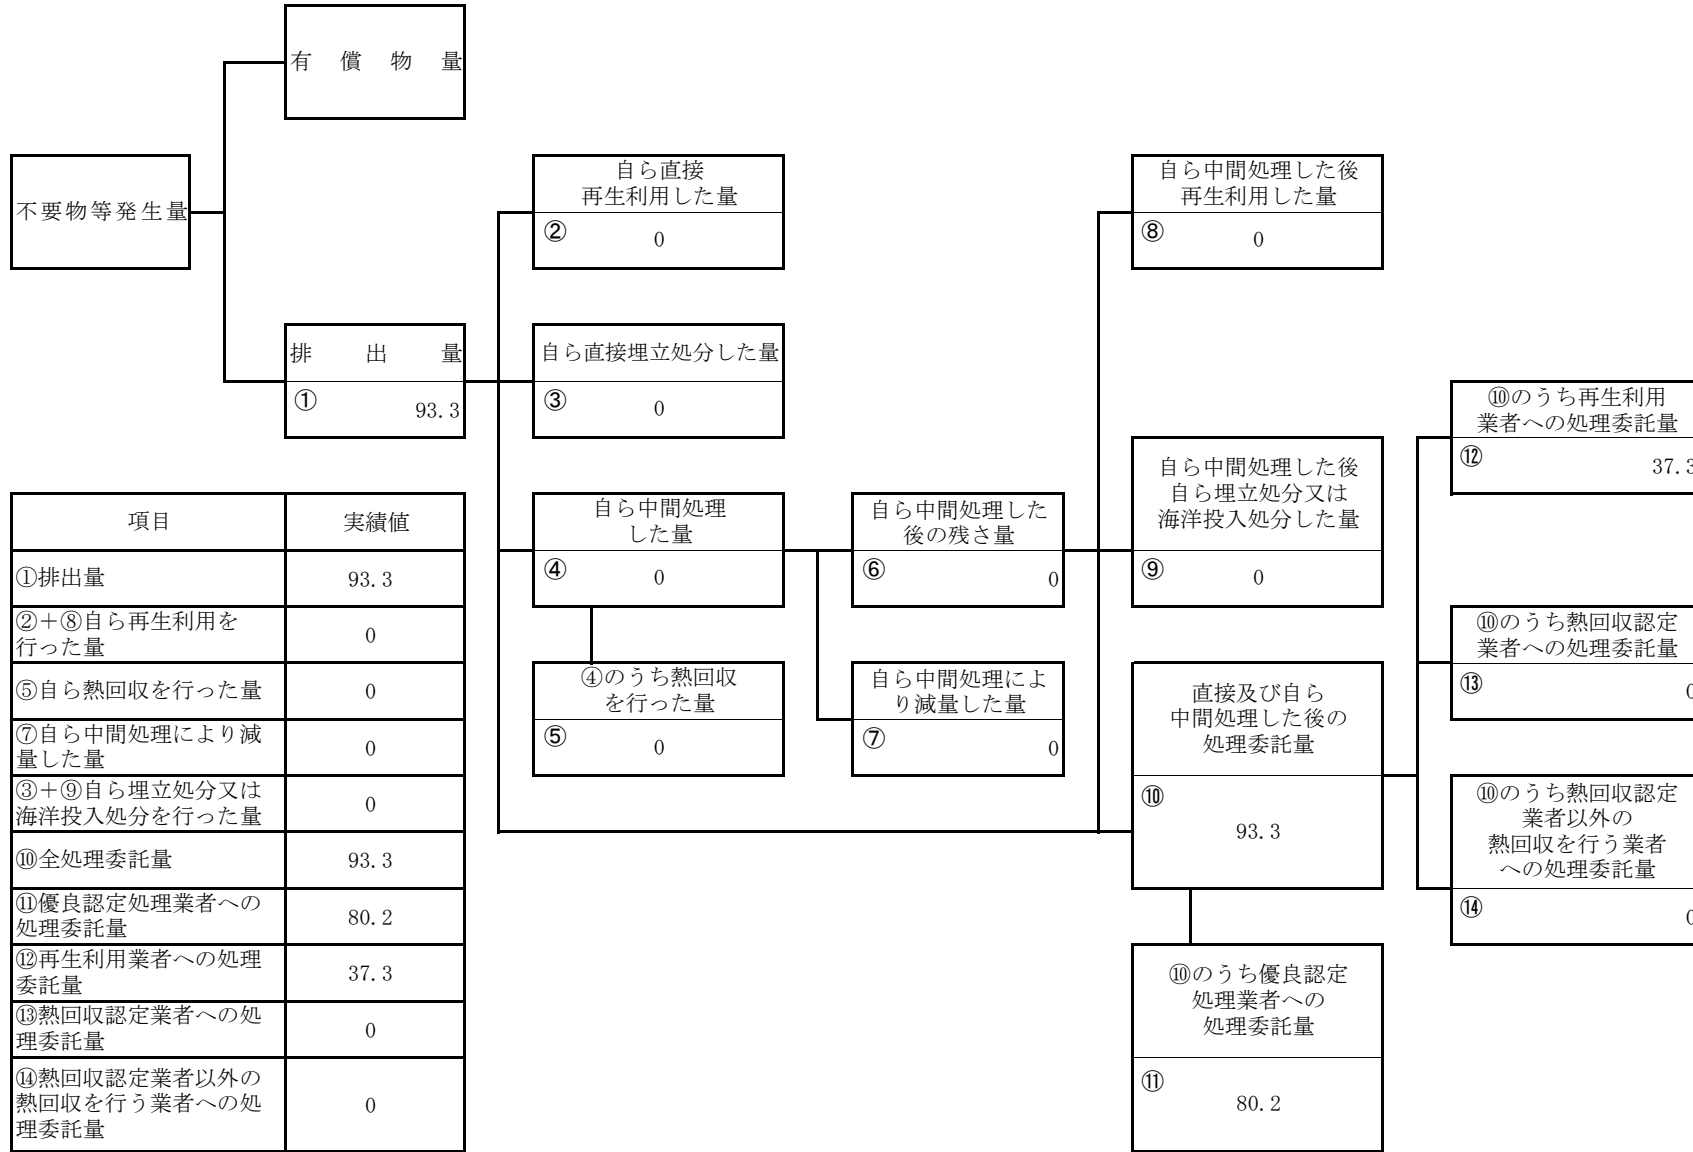 有償物量
不要物等発生量
自ら直接
再生利用した量
②
0
自ら中間処理した後
再生利用した量
⑧
0
排出量
①
93.3
自ら直接埋立処分した量
③
0
⑩のうち再生利用
業者への処理委託量
⑫
37.3
自ら中間処理した後
自ら埋立処分又は
海洋投入処分した量
⑨
0
自ら中間処理
した量
④
0
自ら中間処理した
後の残さ量
⑥
0
⑩のうち熱回収認定
業者への処理委託量
⑬
0
④のうち熱回収
を行った量
⑤
0
自ら中間処理によ
り減量した量
⑦
0
直接及び自ら
中間処理した後の
処理委託量
⑩
93.3
⑩のうち熱回収認定
業者以外の
熱回収を行う業者
への処理委託量
⑭
0
⑩のうち優良認定
処理業者への
処理委託量
⑪
80.2
項目 実績値
①排出量 93.3
②+⑧自ら再生利用を
行った量 0
⑤自ら熱回収を行った量 0
⑦自ら中間処理により減
量した量 0
③+⑨自ら埋立処分又は
海洋投入処分を行った量 0
⑩全処理委託量 93.3
⑪優良認定処理業者への
処理委託量 80.2
⑫再生利用業者への処理
委託量 37.3
⑬熱回収認定業者への処
理委託量 0
⑭熱回収認定業者以外の
熱回収を行う業者への処
理委託量 0